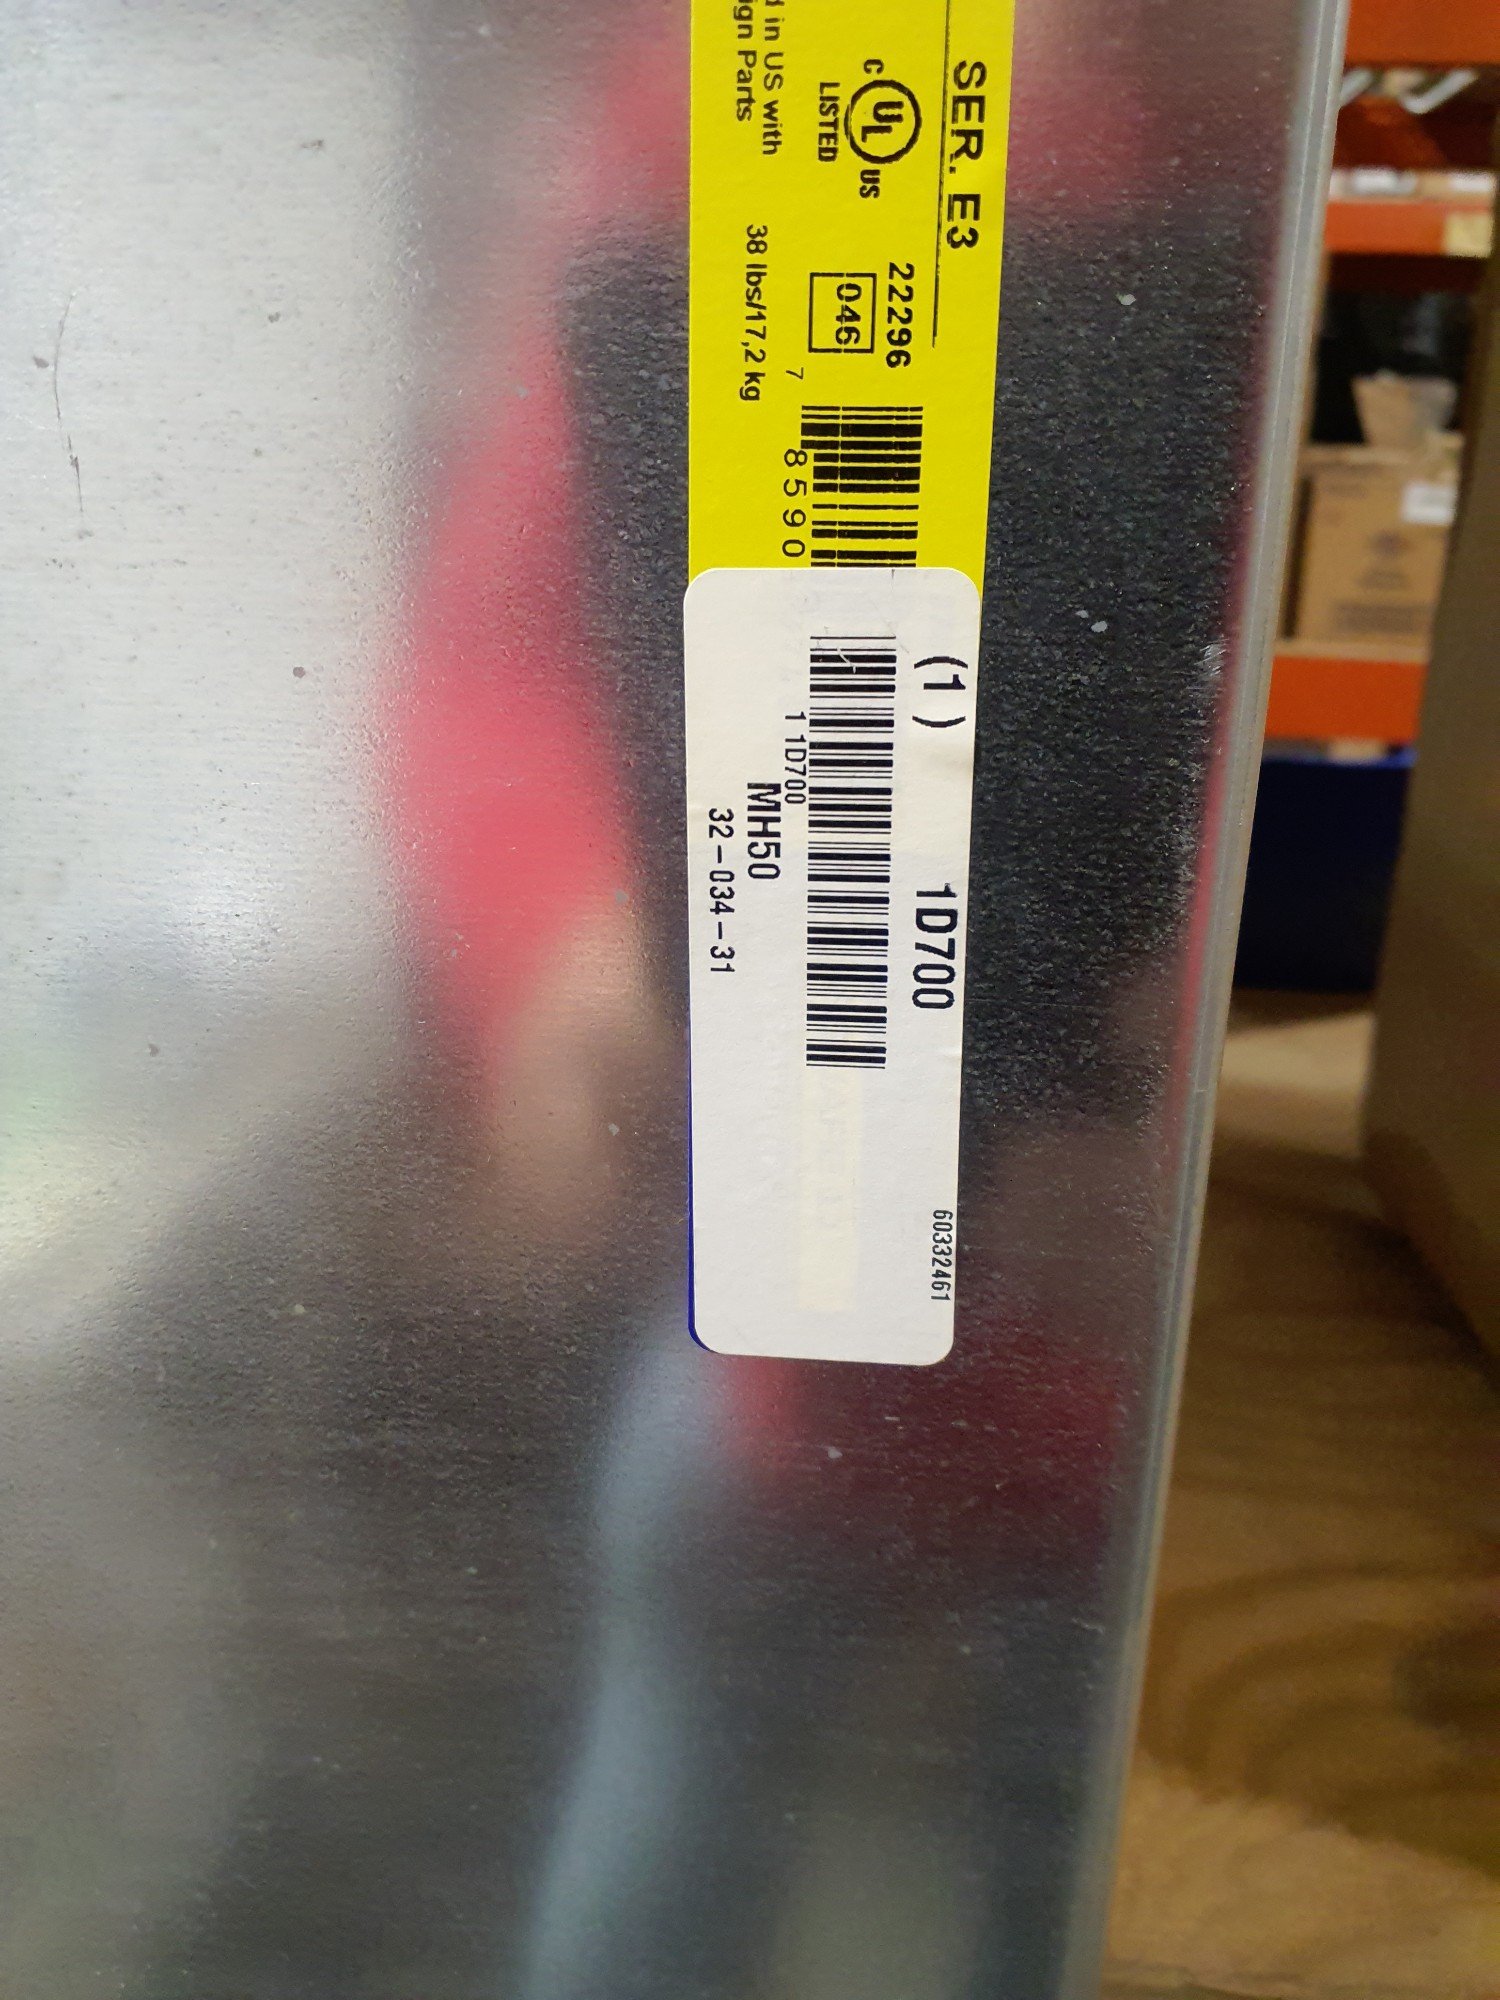 SER. E3
22296
C UL US
LISTED
046
d in US with
ign Parts
38 lbs/17,2 kg
7 8590
(1) 1D700
60332461
1 1D700
MH50
32-034-31